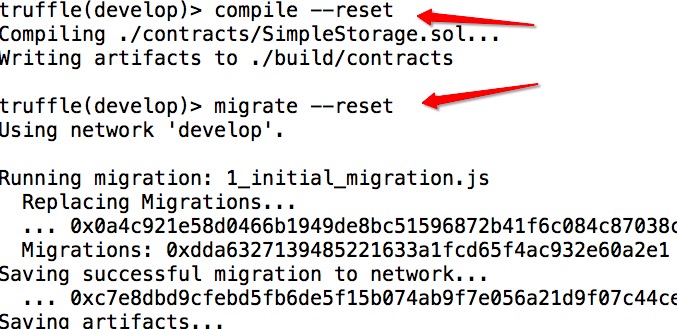 truffle(develop)> compile --reset
Compiling ./contracts/SimpleStorage.sol...
Writing artifacts to ./build/contracts
truffle(develop)> migrate --reset
Using network 'develop'.
Running migration: 1_initial_migration.js
Replacing Migrations...
... 0x0a4c921e58d0466b1949de8bc51596872b41f6c084c87038c
Migrations: 0xdda6327139485221633a1fcd65f4ac932e60a2e1
Saving successful migration to network...
... 0xc7e8dbd9cfebd5fb6de5f15b074ab9f7e056a21d9f07c44ce
Saving artifacts...